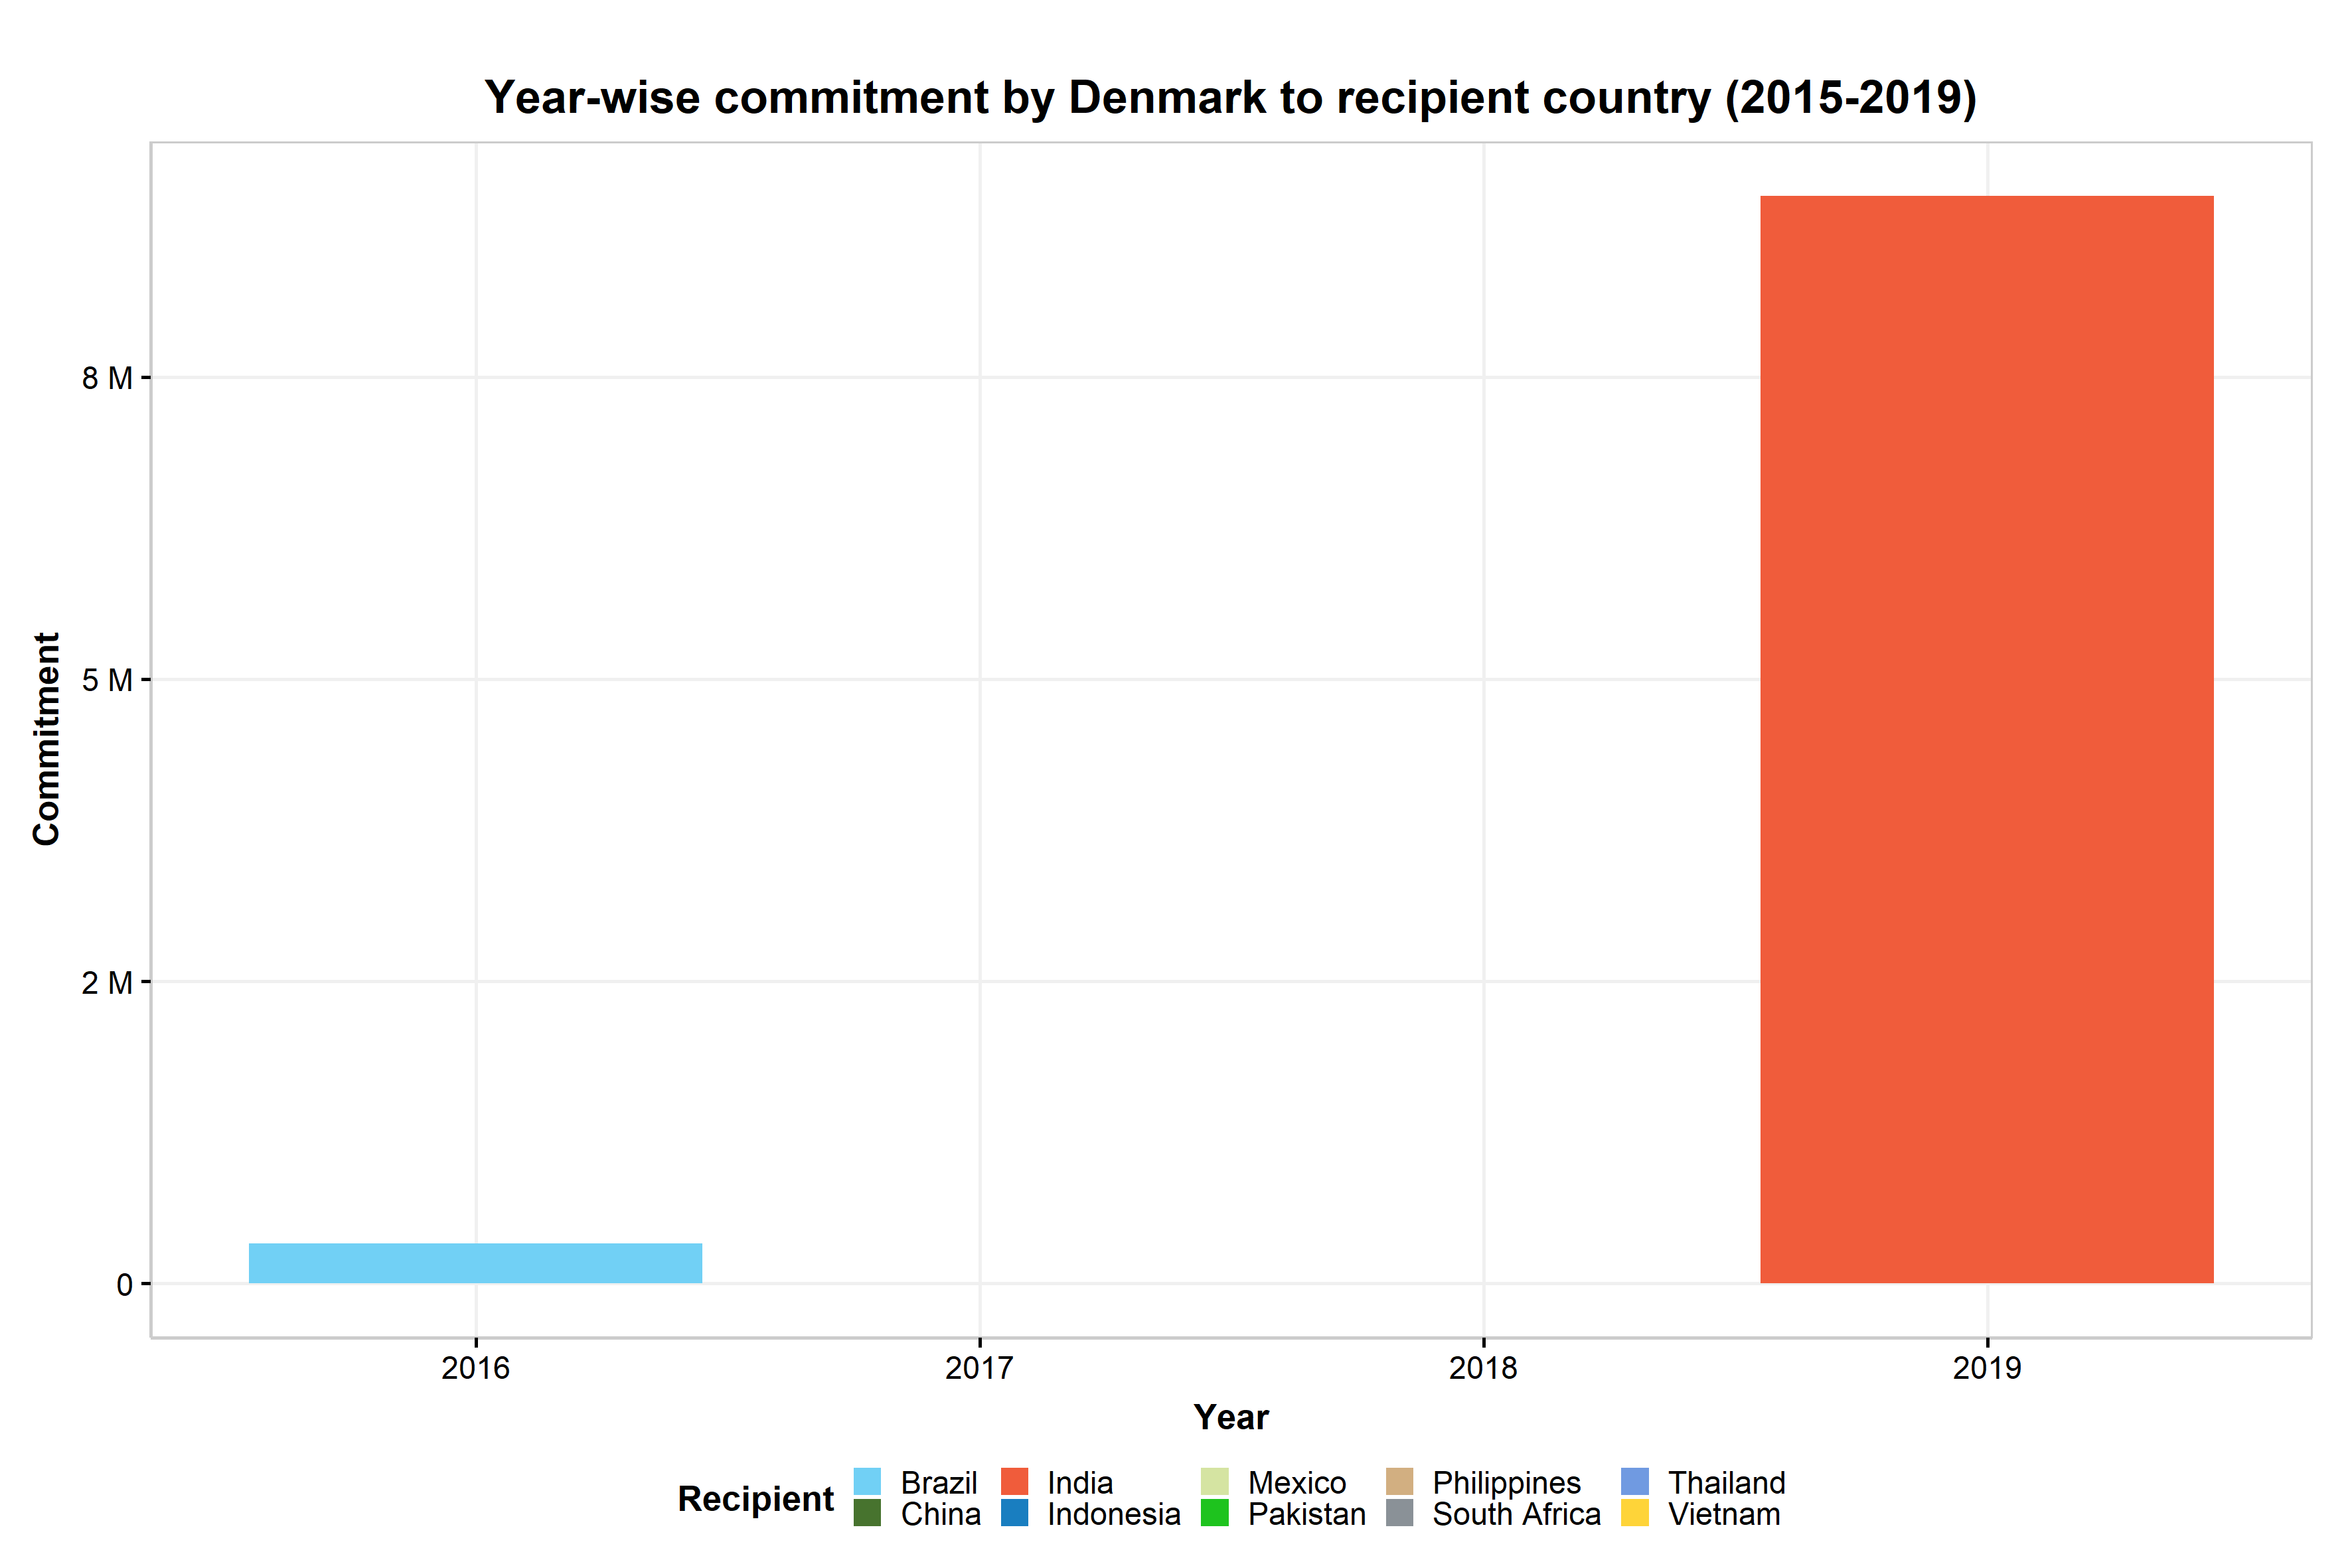 Year-wise commitment by Denmark to recipient country (2015-2019)
8 M
5 M
2 M
0
Commitment
2016 2017 2018 2019
Year
Recipient
Brazil India Mexico Philippines Thailand
China Indonesia Pakistan South Africa Vietnam